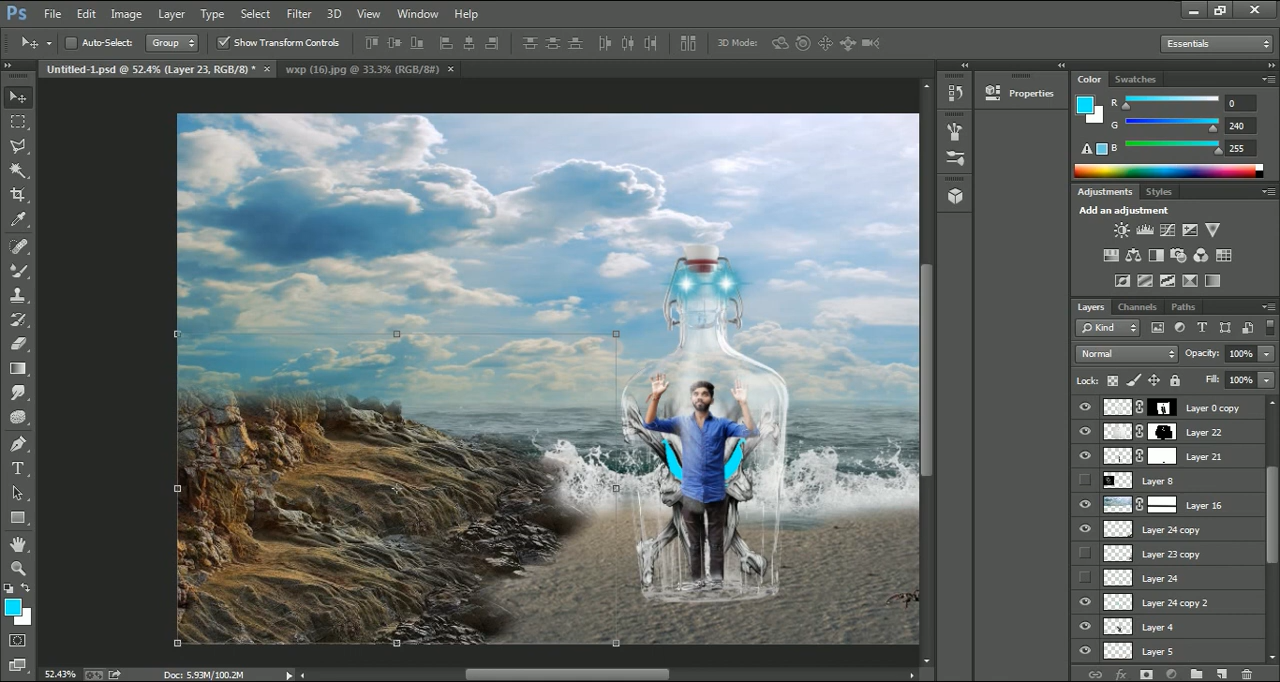 Ps File Edit Image Layer Type Select Filter 3D View Window Help
Auto-Select: Group Show Transform Controls 3D Mode: Essentials
Untitled-1.psd @ 52.4% (Layer 23, RGB/8) * × wxp (16).jpg @ 33.3% (RGB/8#) ×
Properties
Color Swatches
R 0
G 240
B 255
Adjustments Styles
Add an adjustment
Layers Channels Paths
Kind
Normal Opacity: 100%
Lock: Fill: 100%
Layer 0 copy
Layer 22
Layer 21
Layer 8
Layer 16
Layer 24 copy
Layer 23 copy
Layer 24
Layer 24 copy 2
Layer 4
Layer 5
52.43% Doc: 5.93M/100.2M